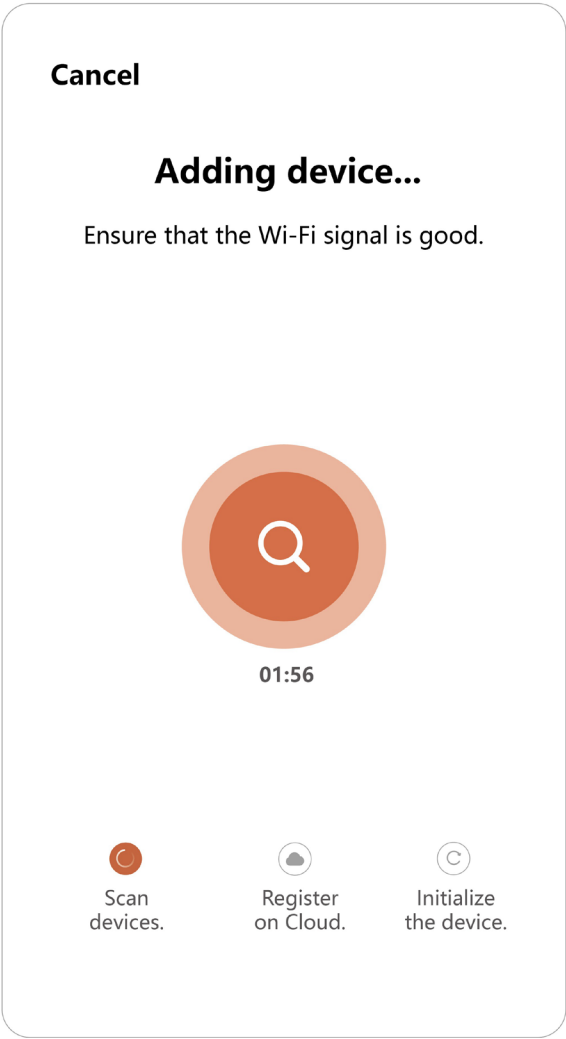 Cancel
Adding device...
Ensure that the Wi-Fi signal is good.
01:56
Scan
devices.
Register
on Cloud.
Initialize
the device.